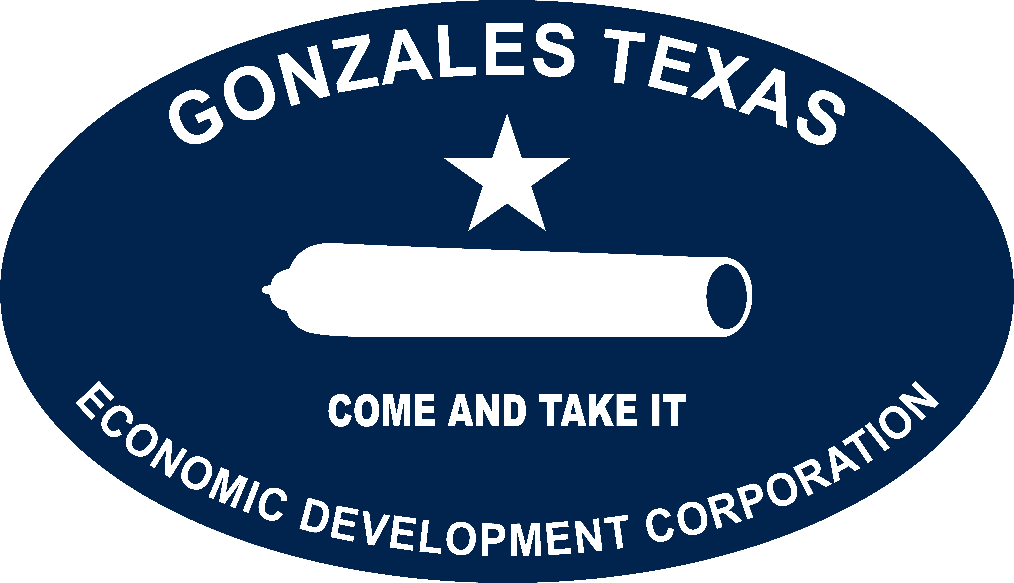 GONZALES TEXAS
COME AND TAKE IT
ECONOMIC DEVELOPMENT CORPORATION